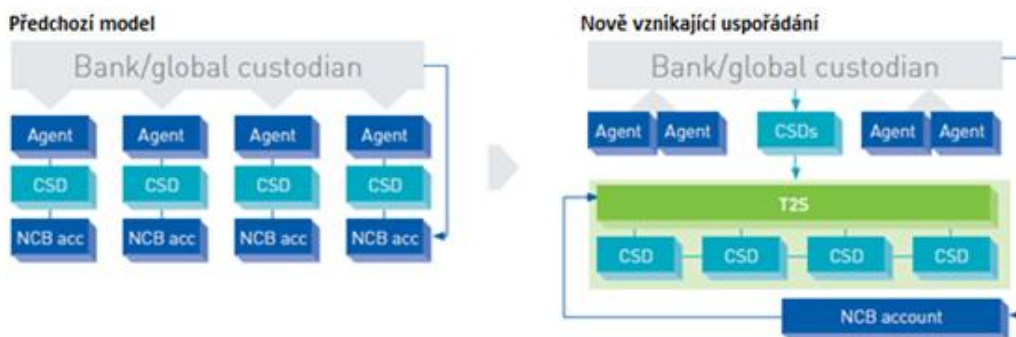 Předchozí model
Bank/global custodian
Agent Agent Agent Agent
CSD CSD CSD CSD
NCB acc NCB acc NCB acc NCB acc
Nově vznikající uspořádání
Bank/global custodian
Agent Agent CSDs Agent Agent
T2S
CSD CSD CSD CSD
NCB account